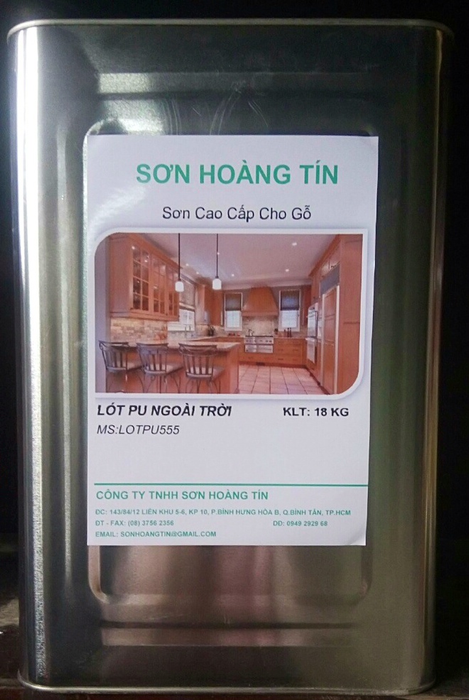 SƠN HOÀNG TÍN
Sơn Cao Cấp Cho Gỗ
LÓT PU NGOÀI TRỜI KLT: 18 KG
MS:LOTPU555
CÔNG TY TNHH SƠN HOÀNG TÍN
ĐC: 143/84/12 LIÊN KHU 5-6, KP 10, P.BÌNH HƯNG HÒA B, Q.BÌNH TÂN, TP.HCM
ĐT - FAX: (08) 3756 2356 DĐ: 0949 2929 68
EMAIL: SONHOANGTIN@GMAIL.COM